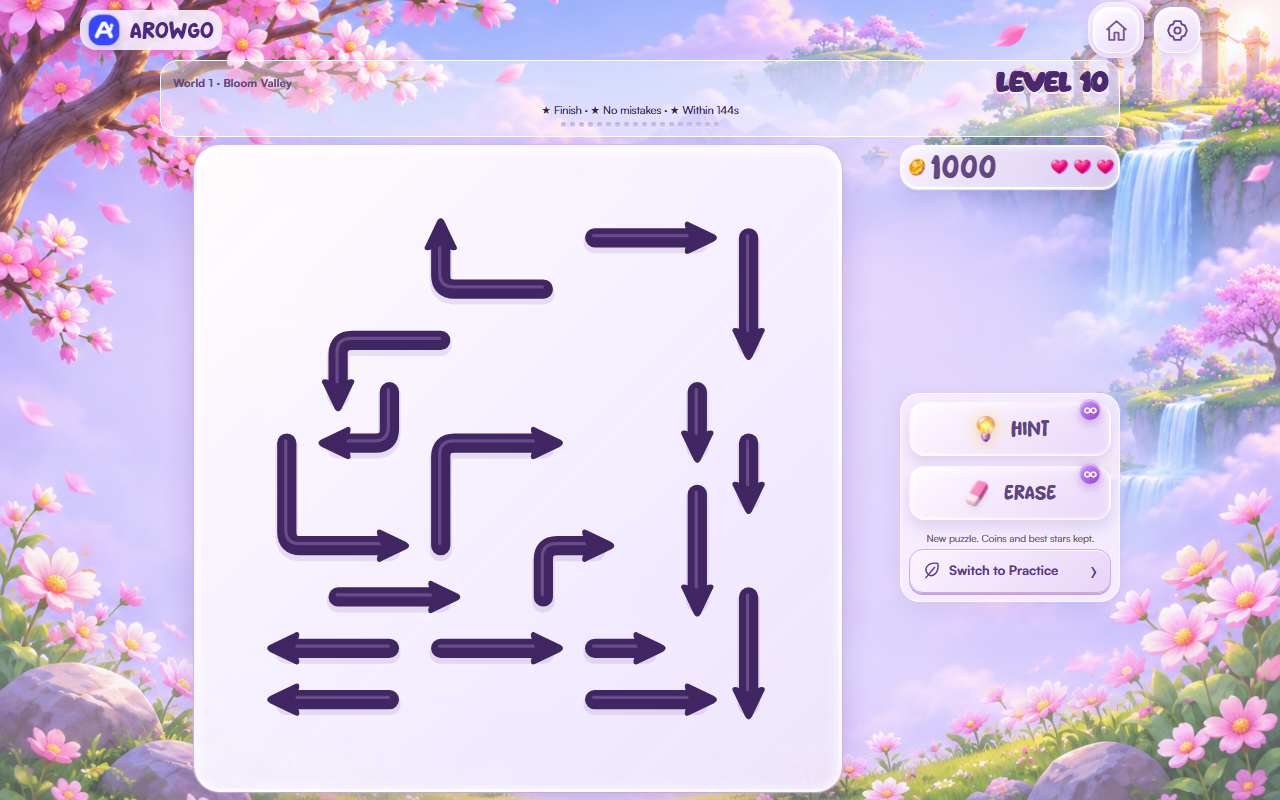 AROWGO
World 1 · Bloom Valley
LEVEL 10
★ Finish · ★ No mistakes · ★ Within 144s
1000
HINT
∞
ERASE
∞
New puzzle. Coins and best stars kept.
Switch to Practice ›